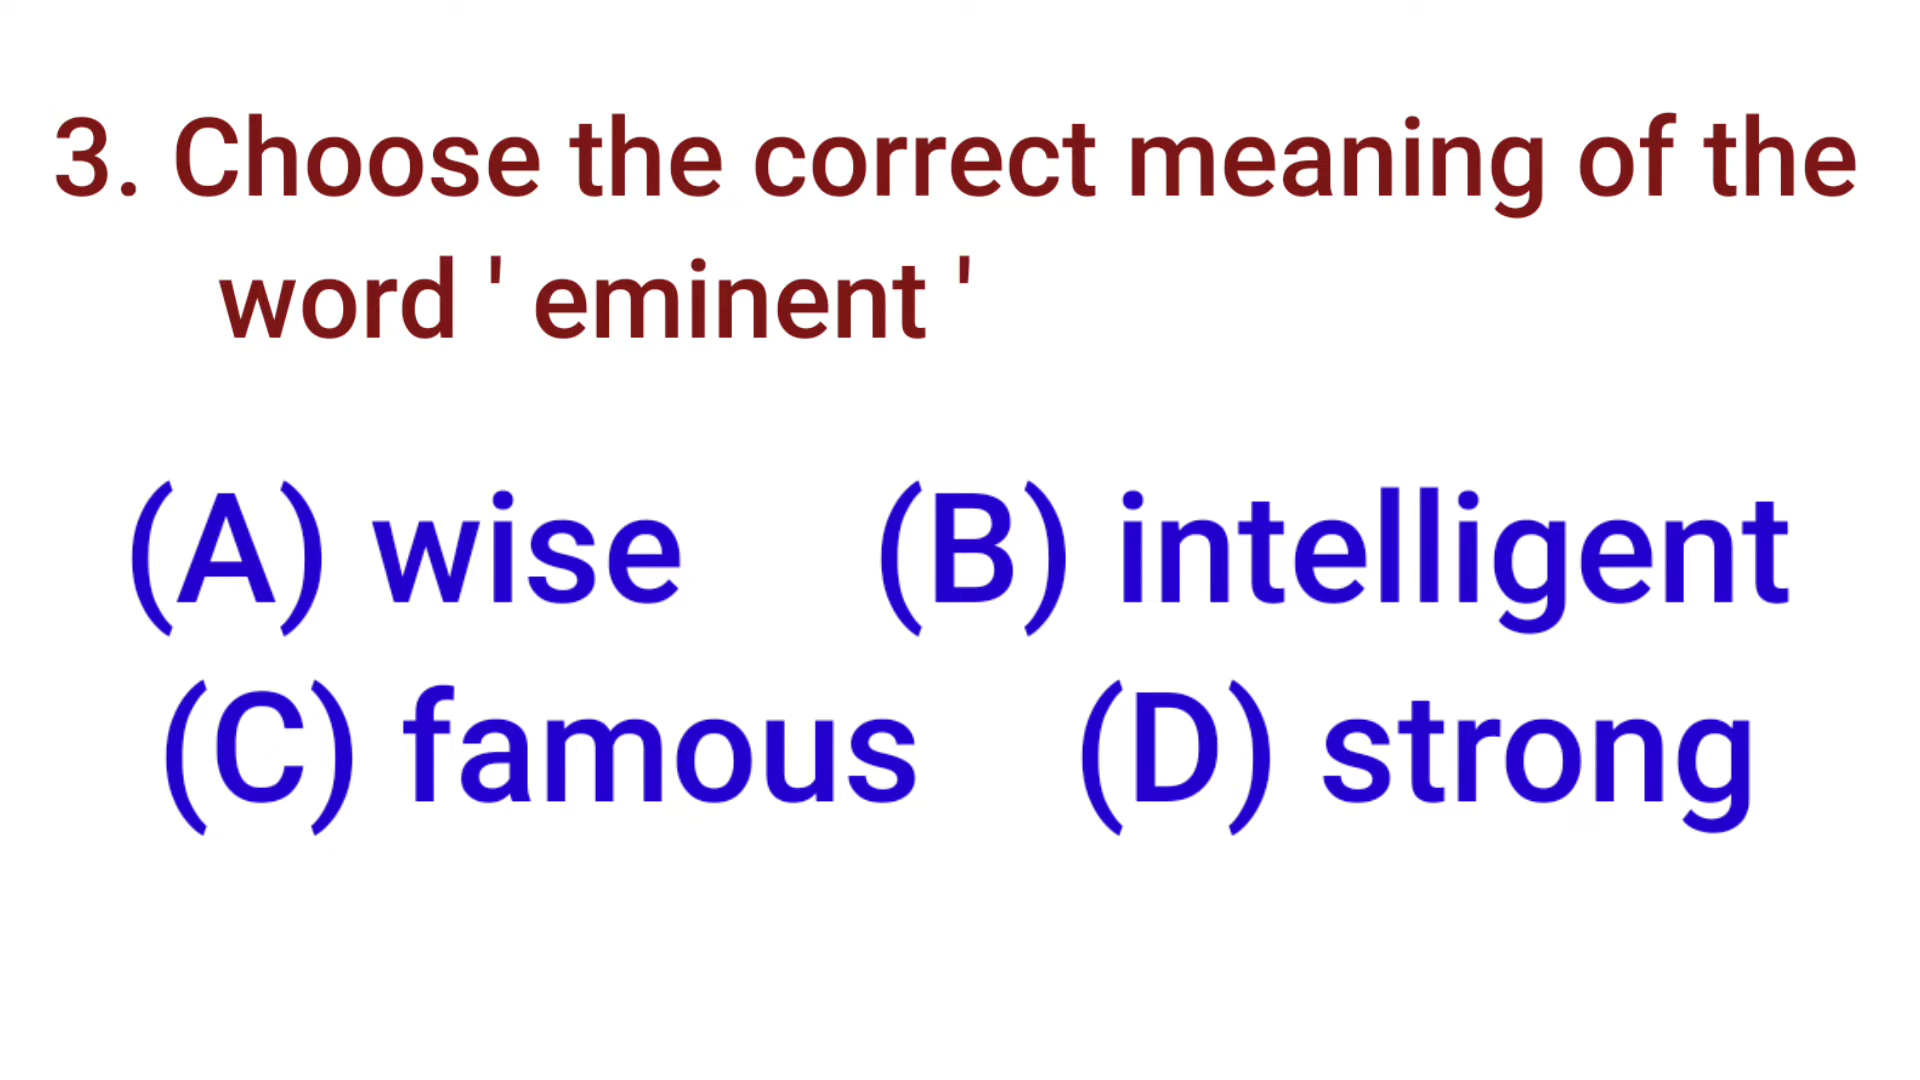 3. Choose the correct meaning of the
word ' eminent '
(A) wise (B) intelligent
(C) famous (D) strong